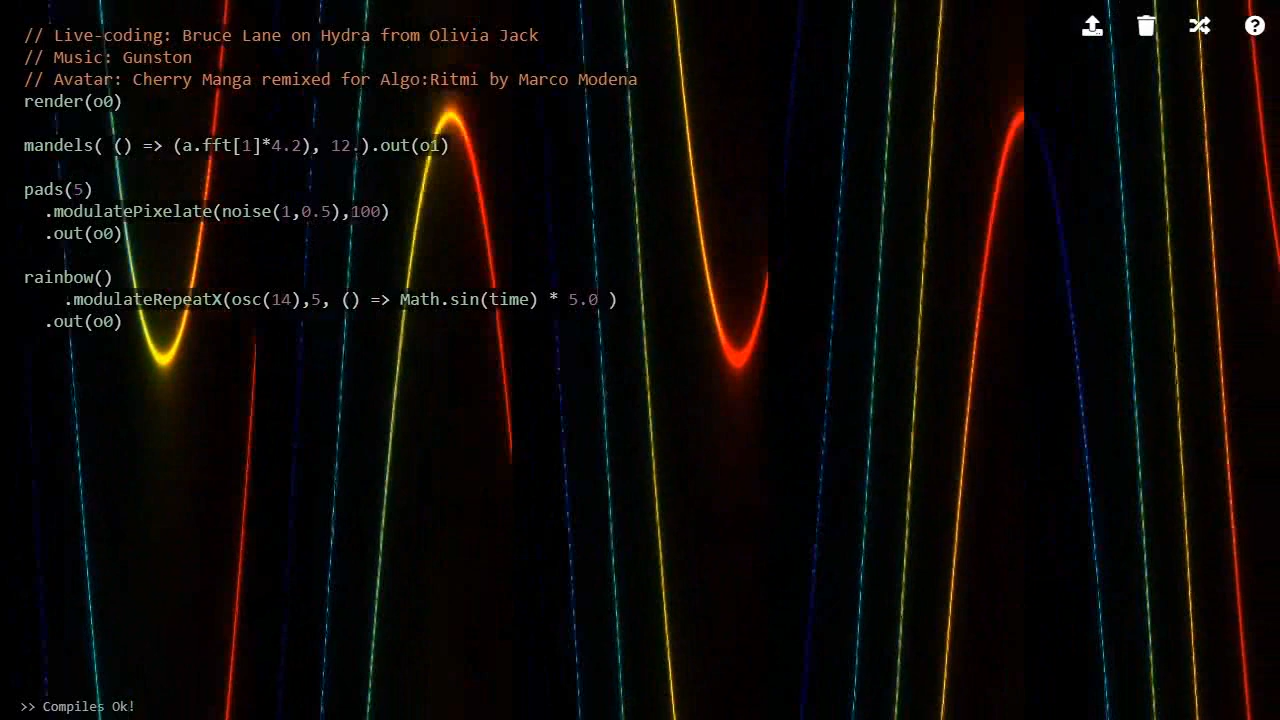 // Live-coding: Bruce Lane on Hydra from Olivia Jack
// Music: Gunston
// Avatar: Cherry Manga remixed for Algo:Ritmi by Marco Modena
render(o0)
mandels( () => (a.fft[1]*4.2), 12.).out(o1)
pads(5)
.modulatePixelate(noise(1,0.5),100)
.out(o0)
rainbow()
.modulateRepeatX(osc(14),5, () => Math.sin(time) * 5.0 )
.out(o0)
>> Compiles Ok!